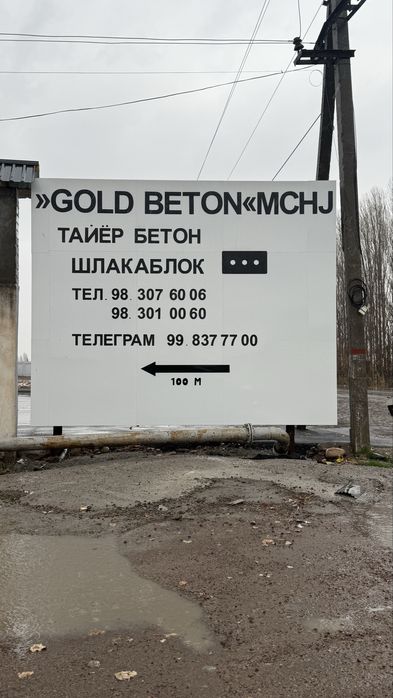 »GOLD BETON«MCHJ
ТАЙЁР БЕТОН
ШЛАКАБЛОК
ТЕЛ. 98. 307 60 06
98. 301 00 60
ТЕЛЕГРАМ 99. 837 77 00
100 М